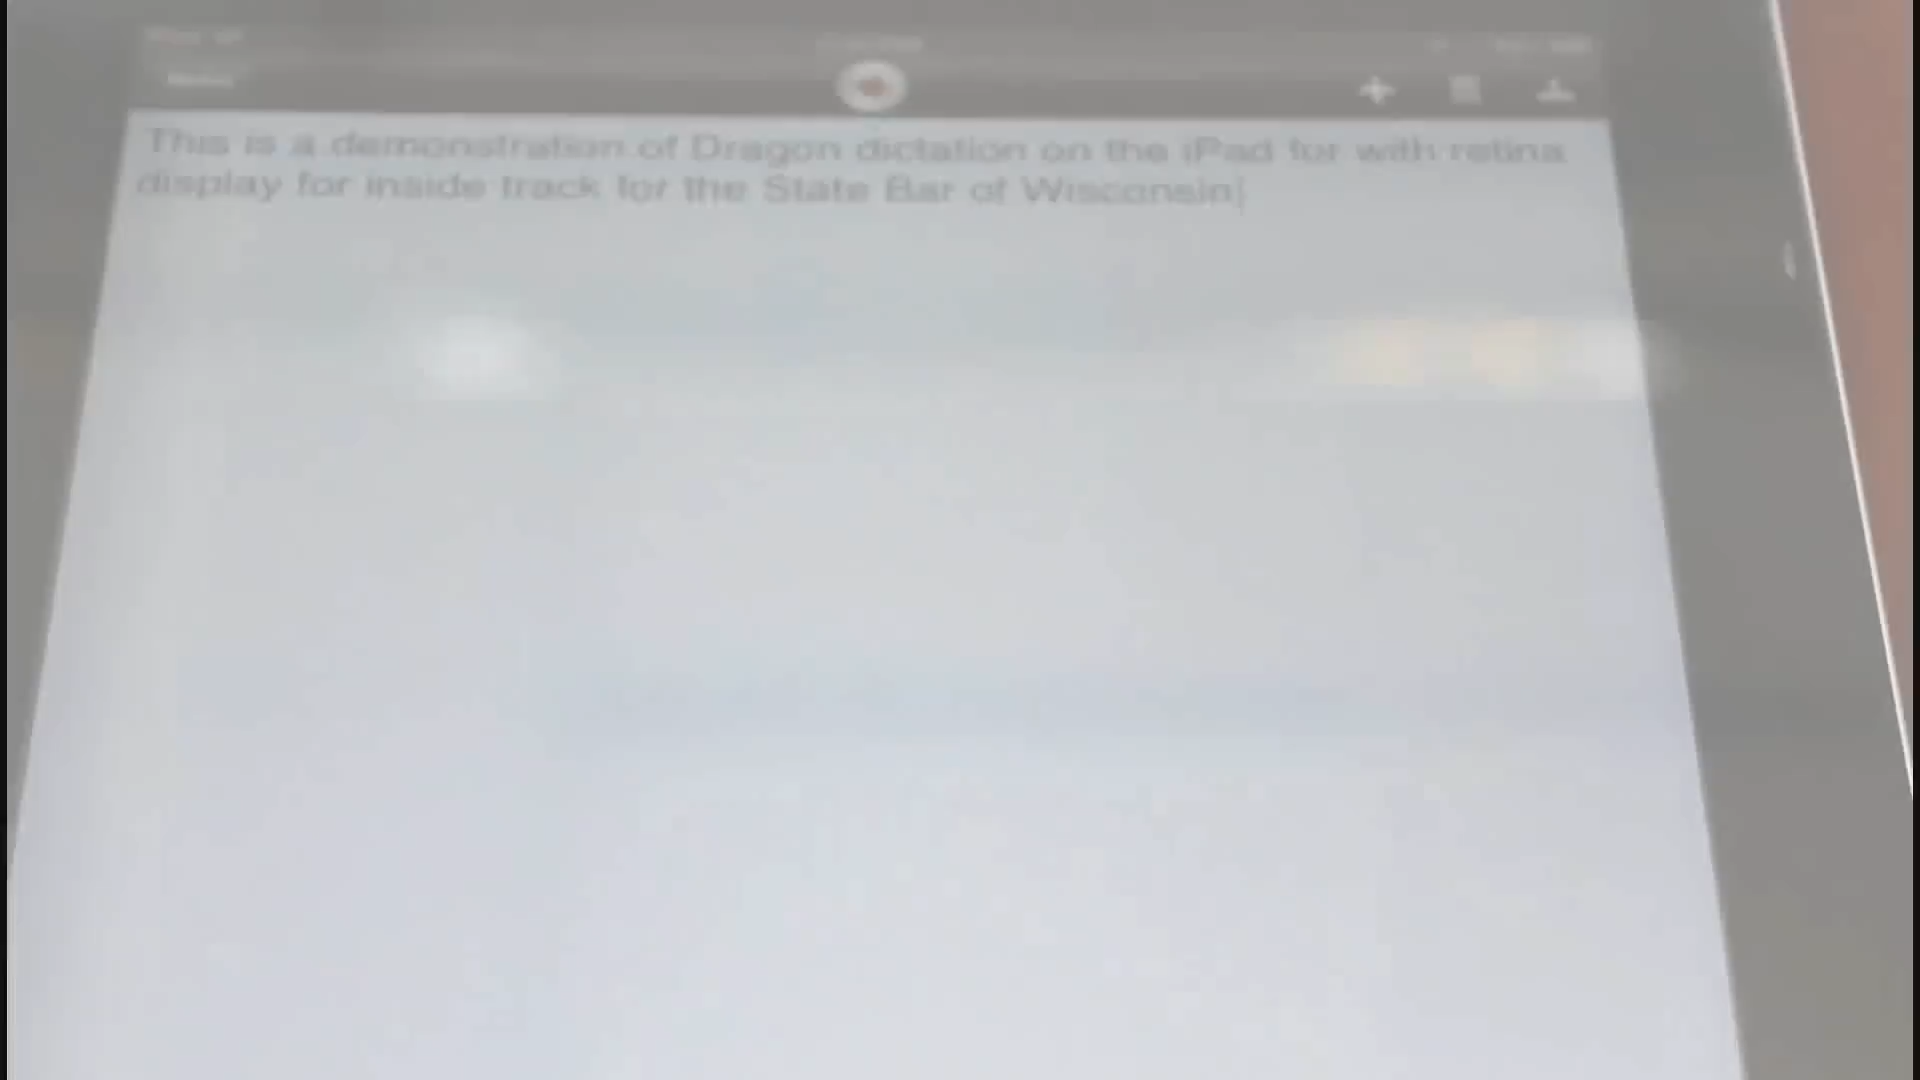 This is a demonstration of Dragon dictation on the iPad for with retina
display for inside track for the State Bar of Wisconsin